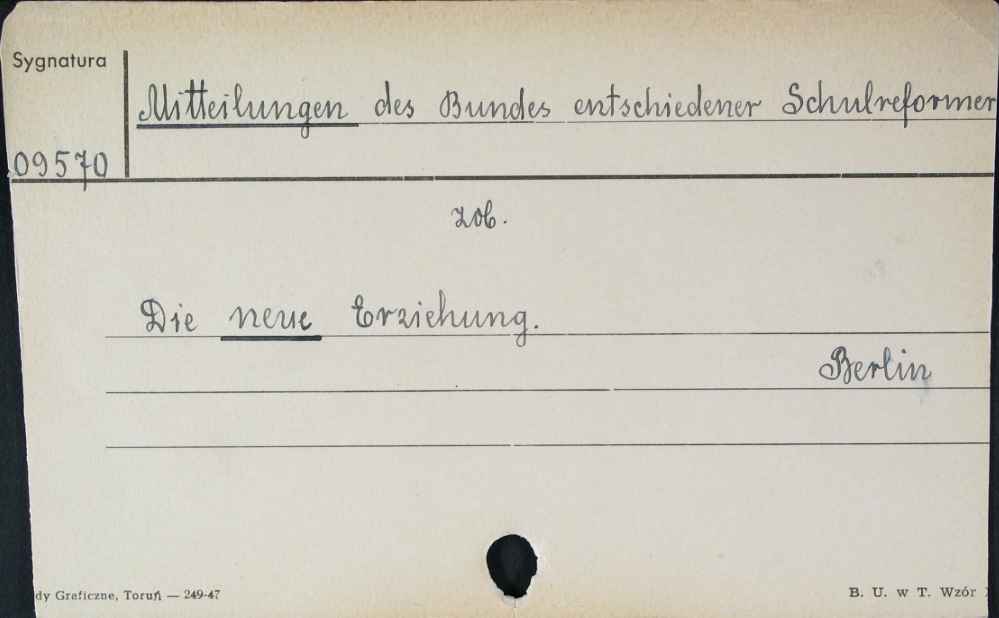 Sygnatura
Mitteilungen des Bundes entschiedener Schulreformer
09570
zob.
Die neue Erziehung.
Berlin
dy Graficzne, Toruń — 249-47
B. U. w T. Wzór